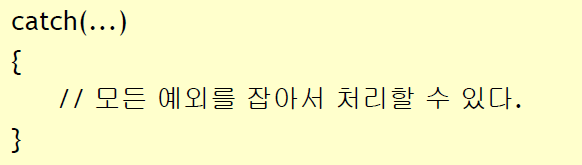 catch(...)
{
// 모든 예외를 잡아서 처리할 수 있다.
}